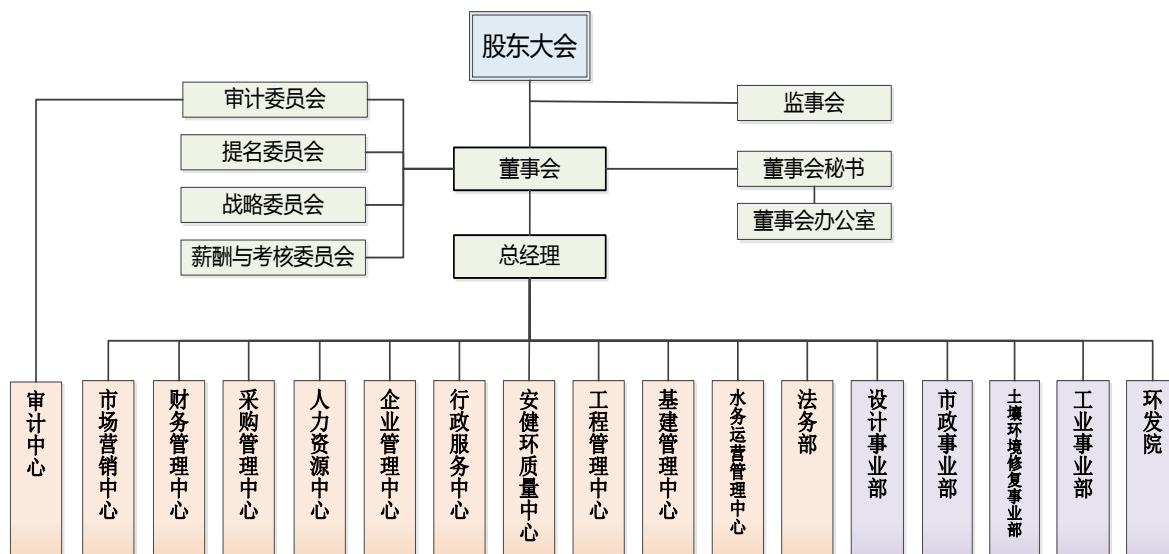 股东大会
审计委员会
监事会
提名委员会
董事会
董事会秘书
战略委员会
董事会办公室
薪酬与考核委员会
总经理
审计中心
市场营销中心
财务管理中心
采购管理中心
人力资源中心
企业管理中心
行政服务中心
安健环质量中心
工程管理中心
基建管理中心
水务运营管理中心
法务部
设计事业部
市政事业部
土壤环境修复事业部
工业事业部
环发院